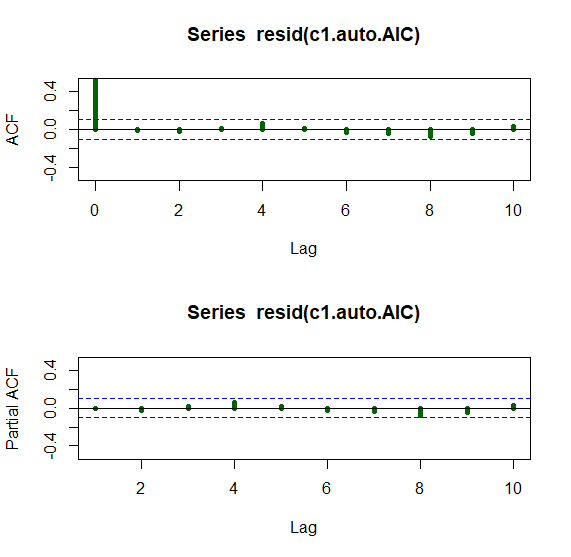 Series resid(c1.auto.AIC)
ACF
-0.4 0.0 0.4
0 2 4 6 8 10
Lag
Series resid(c1.auto.AIC)
Partial ACF
-0.4 0.0 0.4
2 4 6 8 10
Lag